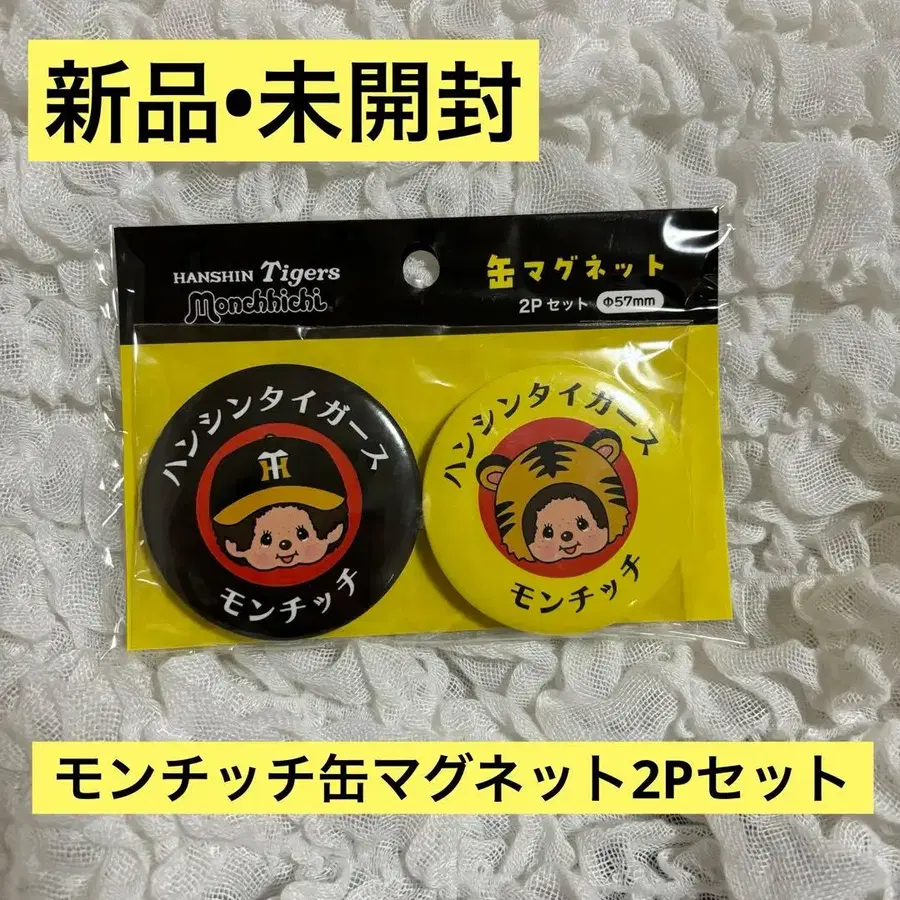 新品•未開封
HANSHIN Tigers
Monchhichi
缶マグネット
2Pセット Φ57mm
ハンシンタイガース
TH
モンチッチ
ハンシンタイガース
モンチッチ
モンチッチ缶マグネット2Pセット